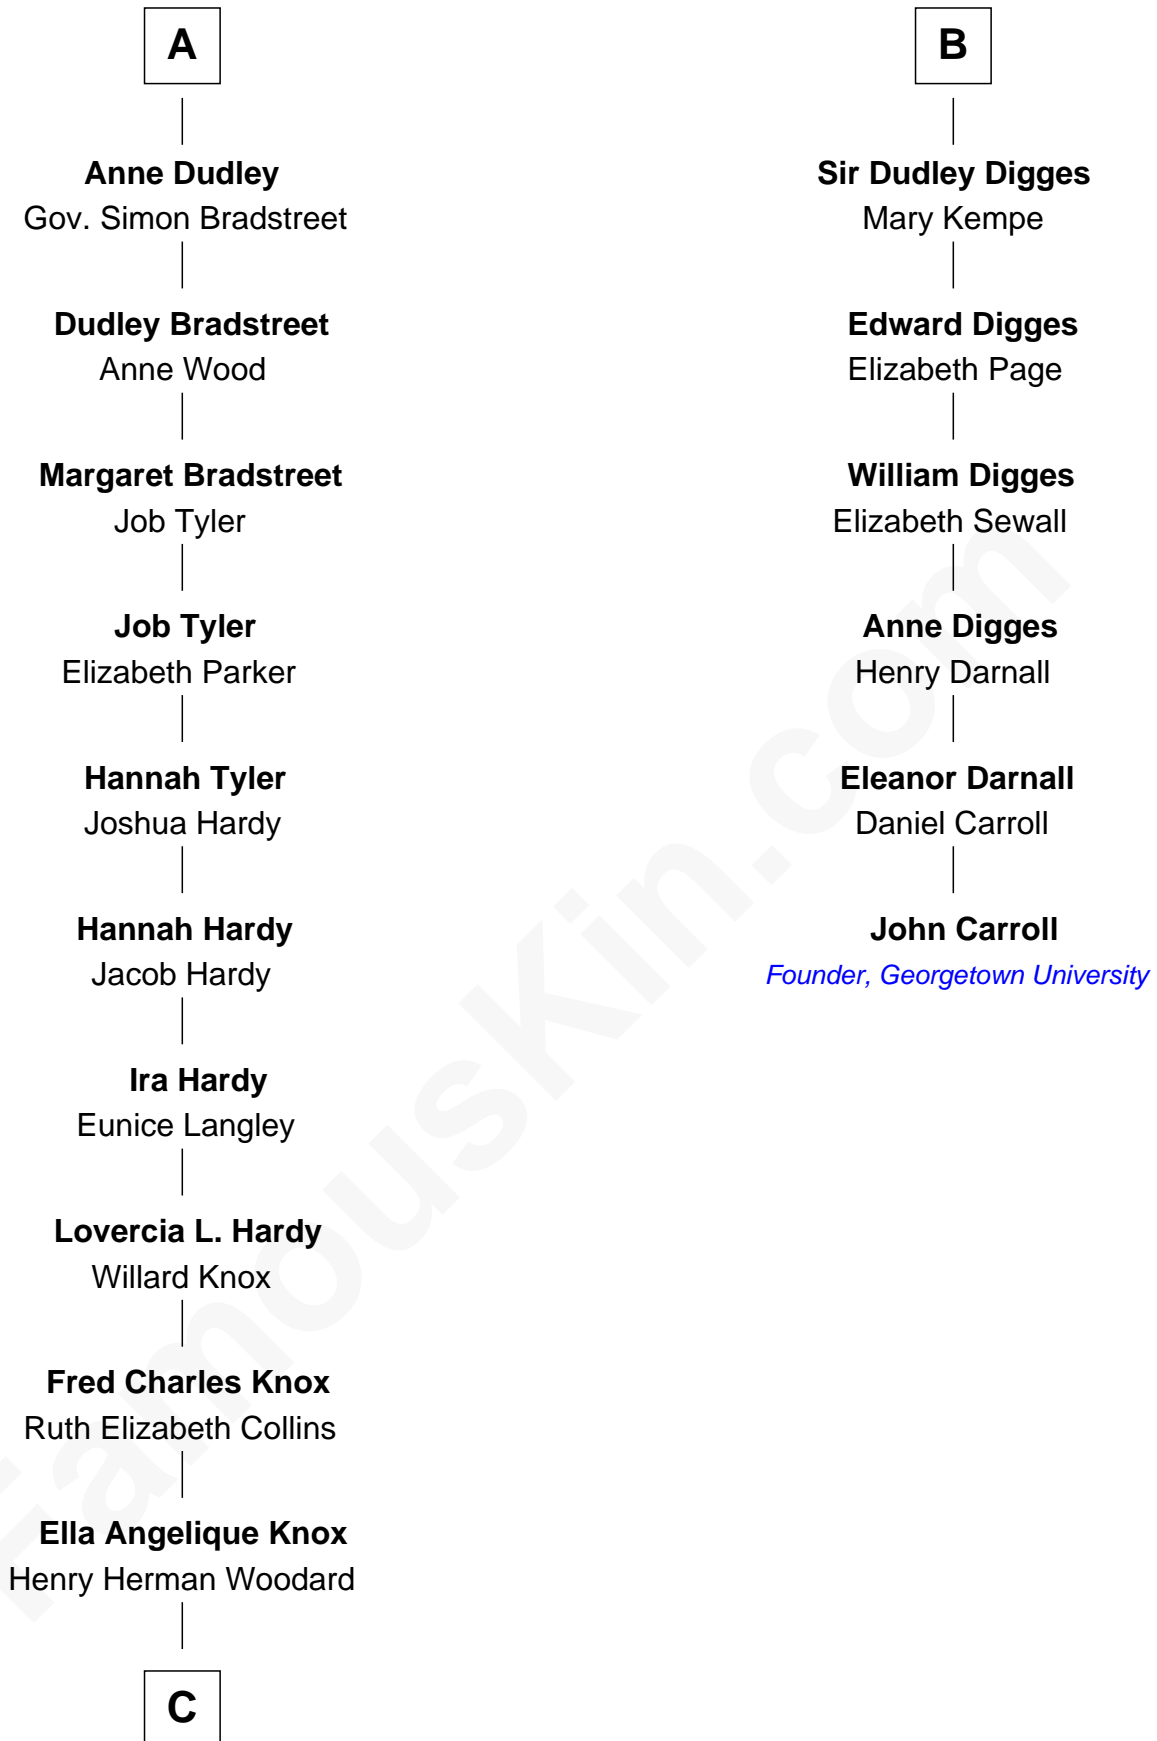 A
Anne Dudley
Gov. Simon Bradstreet
Dudley Bradstreet
Anne Wood
Margaret Bradstreet
Job Tyler
Job Tyler
Elizabeth Parker
Hannah Tyler
Joshua Hardy
Hannah Hardy
Jacob Hardy
Ira Hardy
Eunice Langley
Lovercia L. Hardy
Willard Knox
Fred Charles Knox
Ruth Elizabeth Collins
Ella Angelique Knox
Henry Herman Woodard
C
B
Sir Dudley Digges
Mary Kempe
Edward Digges
Elizabeth Page
William Digges
Elizabeth Sewall
Anne Digges
Henry Darnall
Eleanor Darnall
Daniel Carroll
John Carroll
Founder, Georgetown University
FamousKin.com